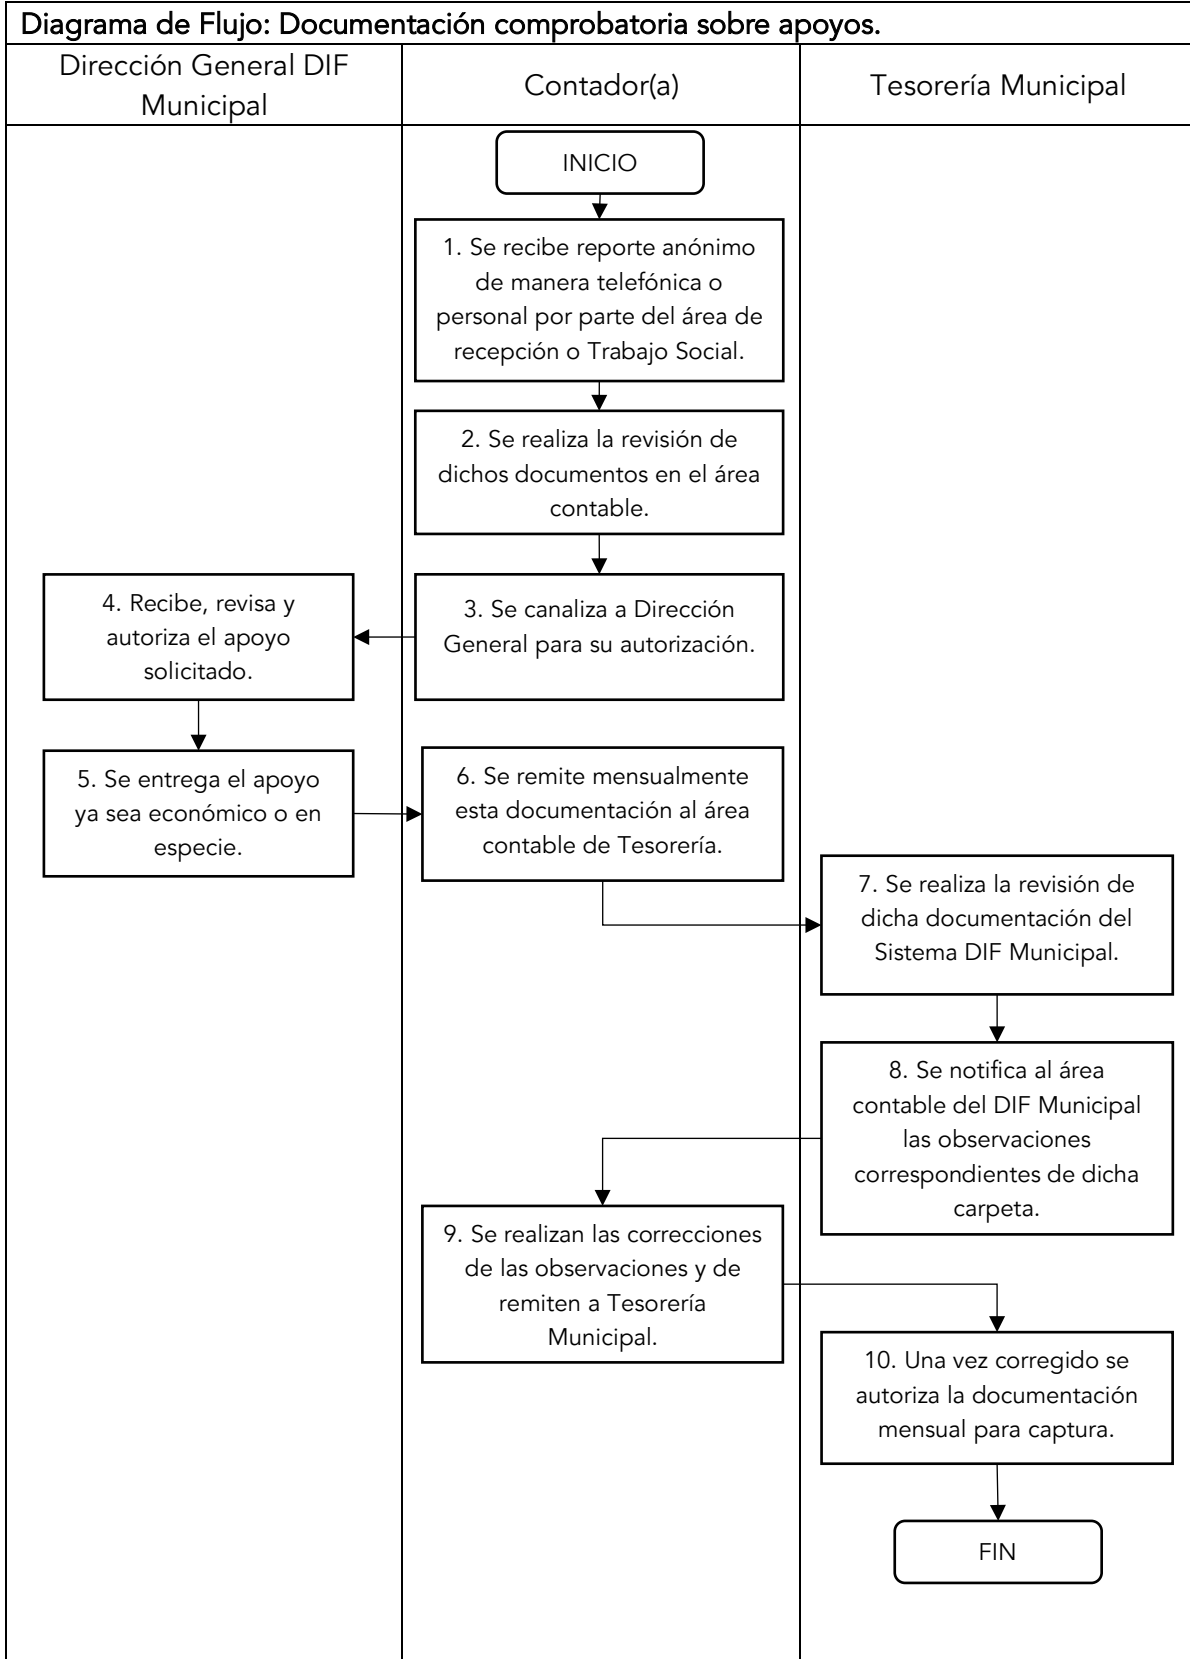 Diagrama de Flujo: Documentación comprobatoria sobre apoyos.
Dirección General DIF
Municipal
Contador(a)
Tesorería Municipal
INICIO
1. Se recibe reporte anónimo
de manera telefónica o
personal por parte del área de
recepción o Trabajo Social.
2. Se realiza la revisión de
dichos documentos en el área
contable.
3. Se canaliza a Dirección
General para su autorización.
4. Recibe, revisa y
autoriza el apoyo
solicitado.
5. Se entrega el apoyo
ya sea económico o en
especie.
6. Se remite mensualmente
esta documentación al área
contable de Tesorería.
7. Se realiza la revisión de
dicha documentación del
Sistema DIF Municipal.
8. Se notifica al área
contable del DIF Municipal
las observaciones
correspondientes de dicha
carpeta.
9. Se realizan las correcciones
de las observaciones y de
remiten a Tesorería
Municipal.
10. Una vez corregido se
autoriza la documentación
mensual para captura.
FIN